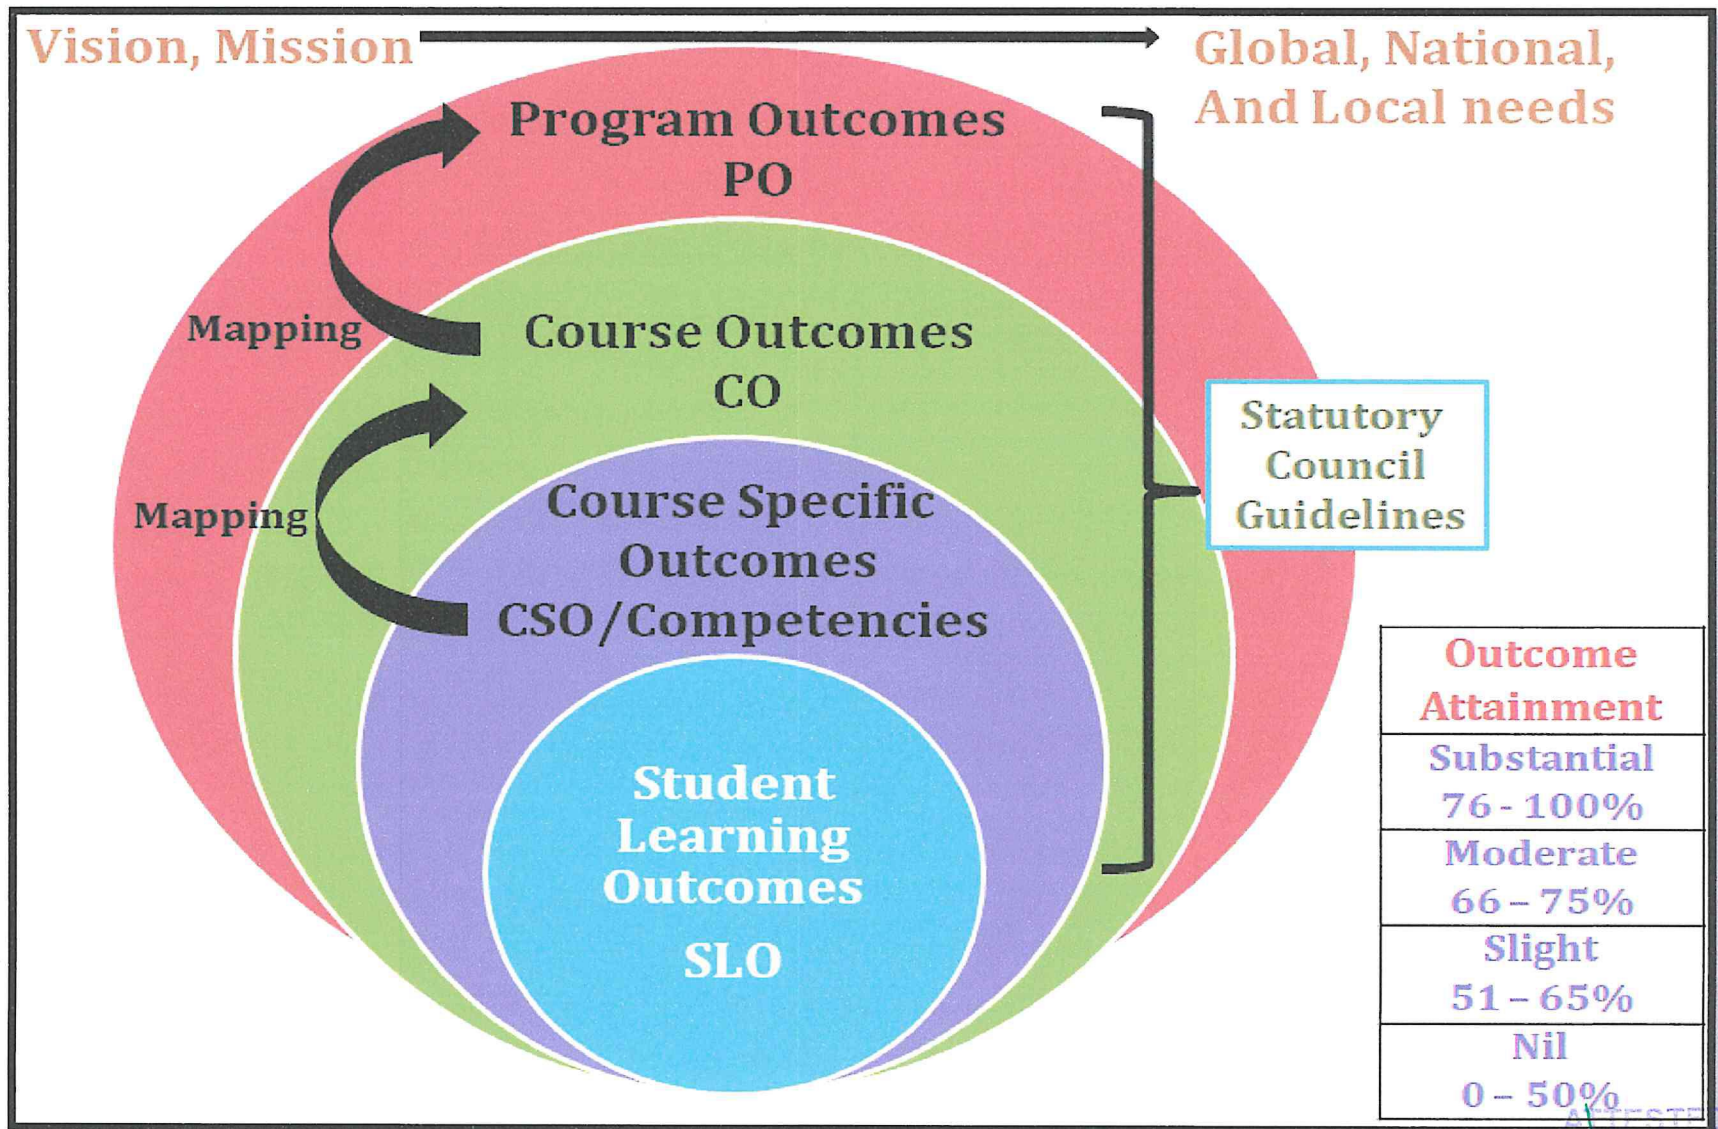 Vision, Mission
Global, National,
And Local needs
Program Outcomes
PO
Mapping
Course Outcomes
CO
Mapping
Course Specific
Outcomes
CSO/Competencies
Statutory
Council
Guidelines
Student
Learning
Outcomes
SLO
Outcome
Attainment
Substantial
76 - 100%
Moderate
66 – 75%
Slight
51 – 65%
Nil
0 – 50%